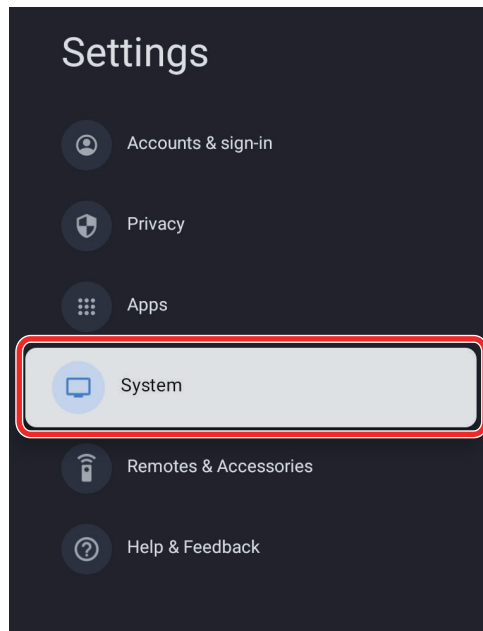 Settings
Accounts & sign-in
Privacy
Apps
System
Remotes & Accessories
Help & Feedback